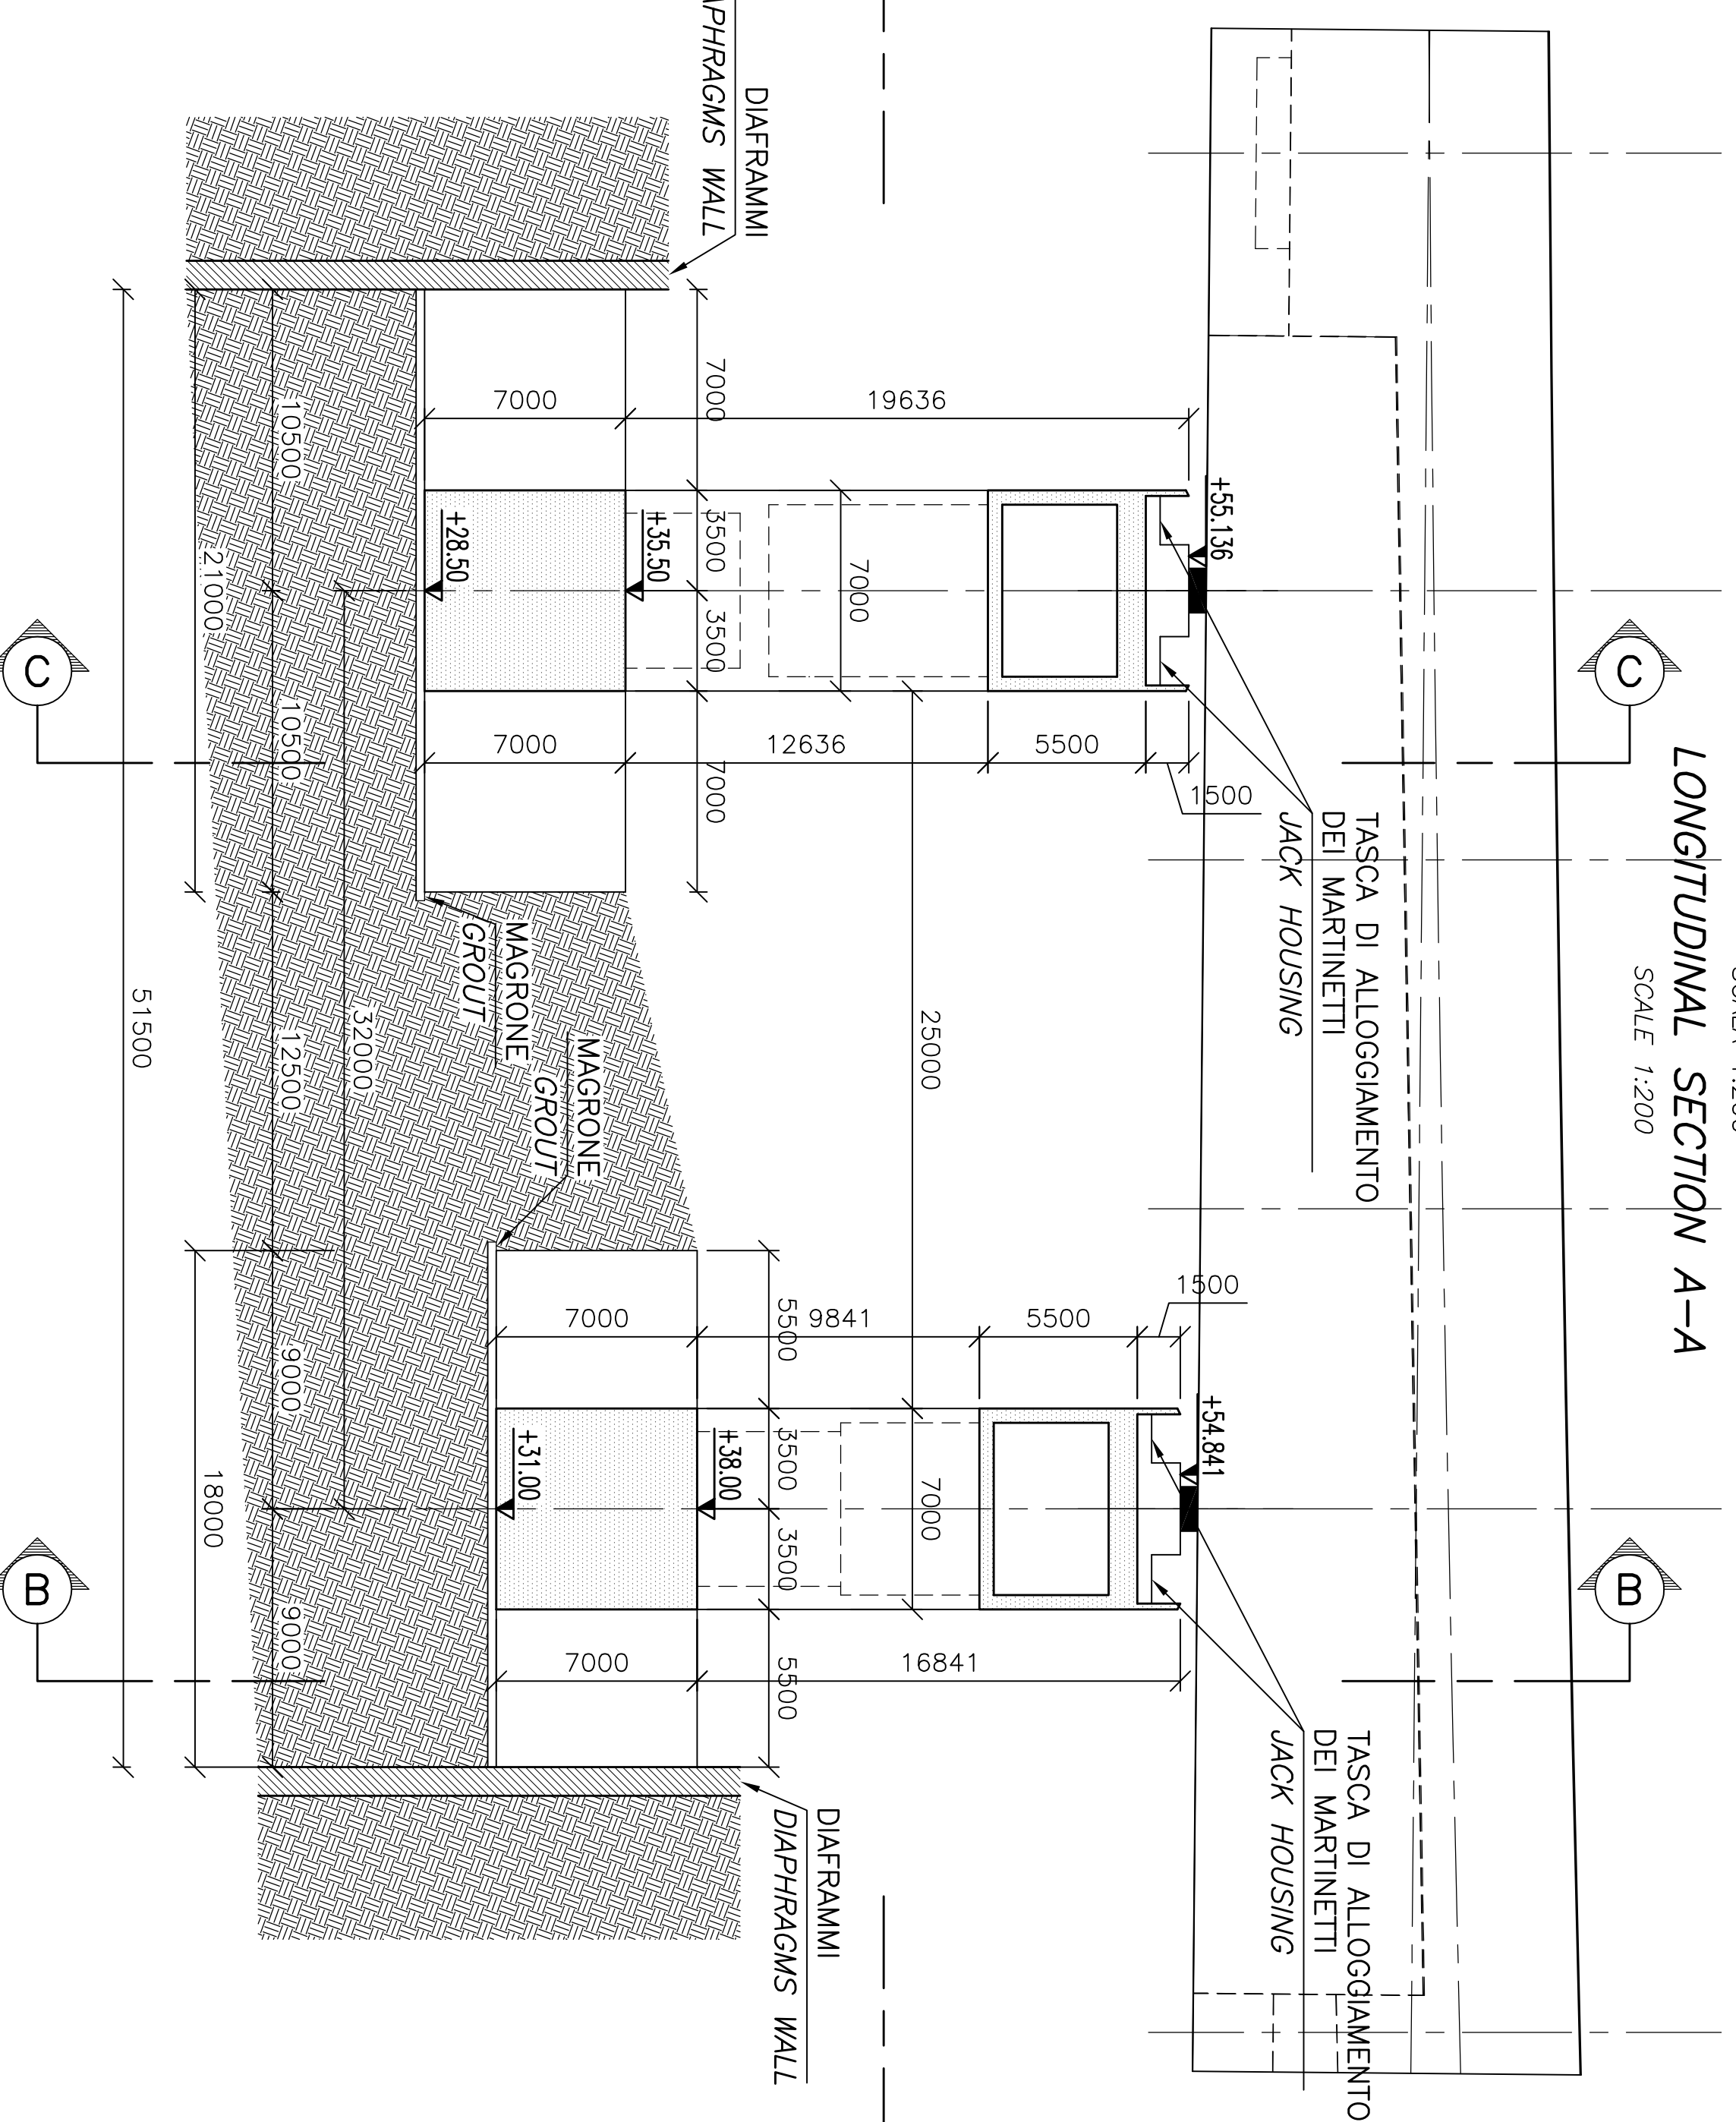 LONGITUDINAL SECTION A-A
SCALE 1:200
C
B
TASCA DI ALLOGGIAMENTO
DEI MARTINETTI
JACK HOUSING
TASCA DI ALLOGGIAMENTO
DEI MARTINETTI
JACK HOUSING
+55.136
+54.841
1500
1500
19636
5500
12636
7000
7000
7000
25000
7000
9841
5500
7000
16841
7000
7000
3500
3500
7000
5500
3500
3500
5500
+35.50
+28.50
+38.00
+31.00
DIAFRAMMI
WALL
DIAFRAMMI
DIAPHRAGMS WALL
MAGRONE
GROUT
MAGRONE
GROUT
32000
10500
10500
12500
9000
9000
21000
18000
51500
C
B